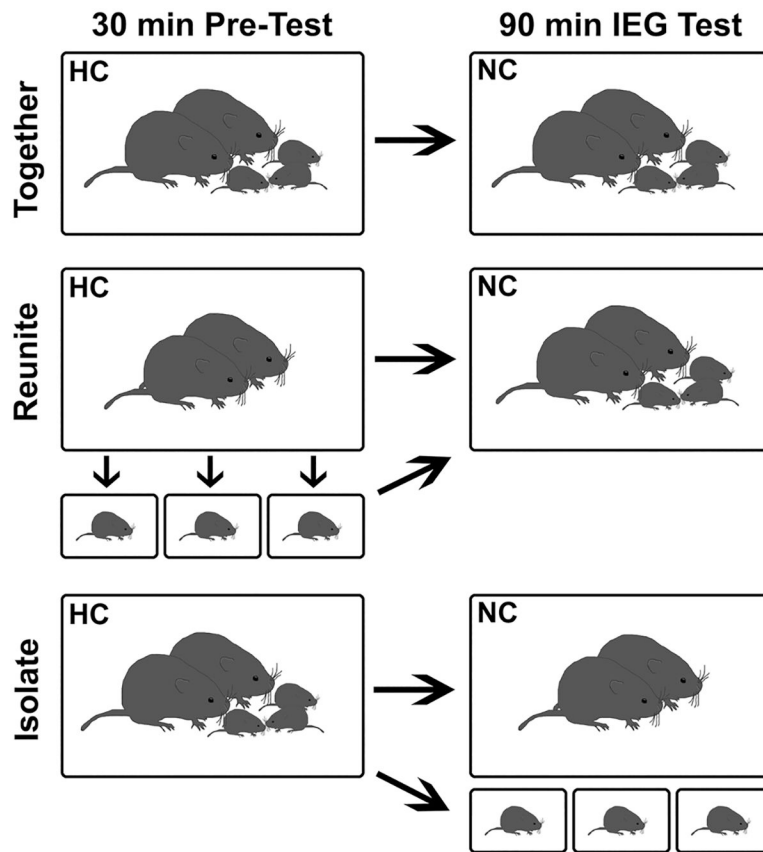 30 min Pre-Test
90 min IEG Test
Together
HC
NC
Reunite
HC
NC
Isolate
HC
NC